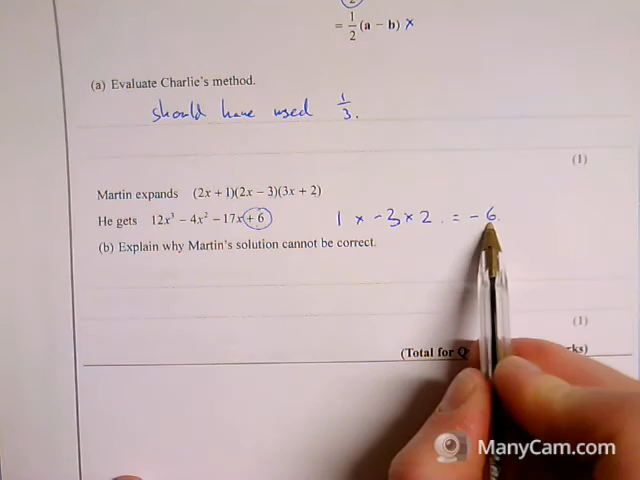 2
= 1/2 (a − b) ×
(a) Evaluate Charlie's method.
should have used 1/3.
(1)
Martin expands (2x + 1)(2x − 3)(3x + 2)
He gets 12x³ − 4x² − 17x + 6 1 × -3 × 2 . = - 6
(b) Explain why Martin's solution cannot be correct.
(1)
(Total for Q ks)
ManyCam.com